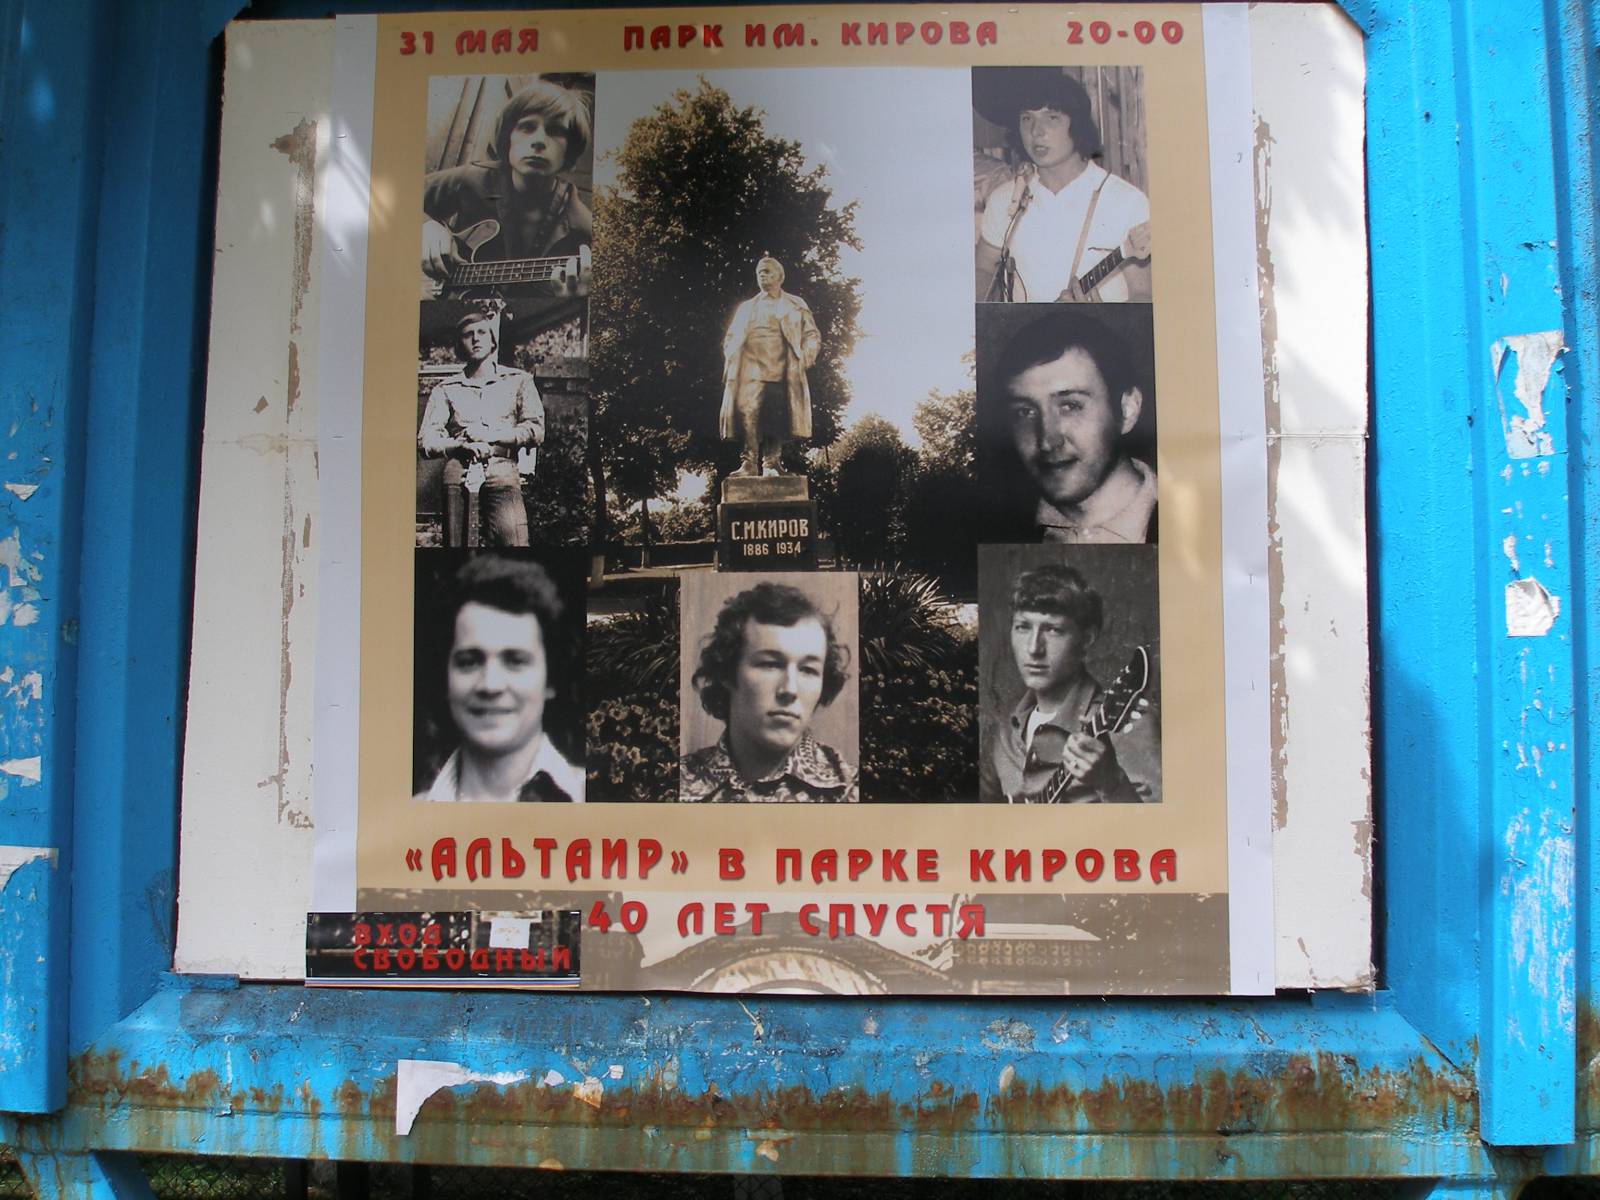 31 МАЯ ПАРК ИМ. КИРОВА 20-00
С.М.КИРОВ
1886 1934
«АЛЬТАИР» В ПАРКЕ КИРОВА
40 ЛЕТ СПУСТЯ
ВХОД
СВОБОДНЫЙ